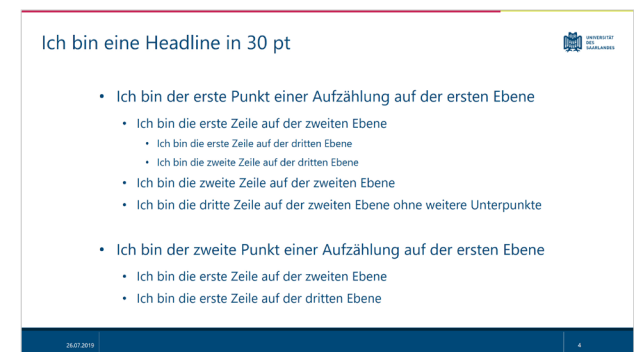 Ich bin eine Headline in 30 pt
UNIVERSITÄT
DES
SAARLANDES
• Ich bin der erste Punkt einer Aufzählung auf der ersten Ebene
• Ich bin die erste Zeile auf der zweiten Ebene
• Ich bin die erste Zeile auf der dritten Ebene
• Ich bin die zweite Zeile auf der dritten Ebene
• Ich bin die zweite Zeile auf der zweiten Ebene
• Ich bin die dritte Zeile auf der zweiten Ebene ohne weitere Unterpunkte
• Ich bin der zweite Punkt einer Aufzählung auf der ersten Ebene
• Ich bin die erste Zeile auf der zweiten Ebene
• Ich bin die erste Zeile auf der dritten Ebene
26.07.2019
4